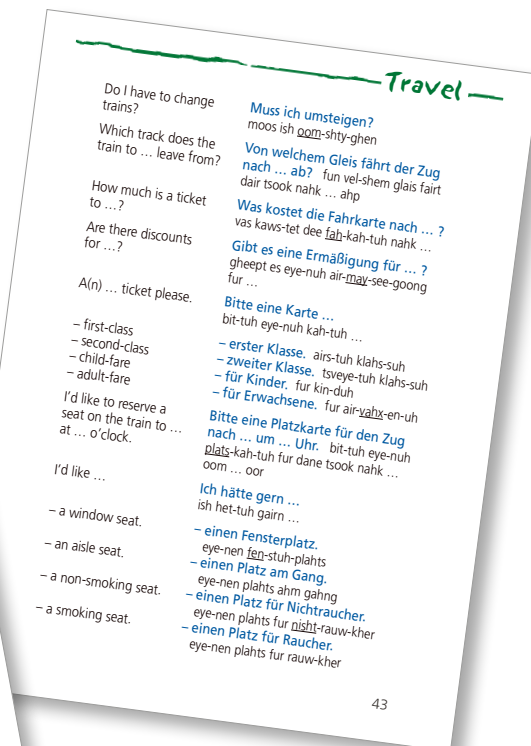 Travel
Do I have to change
trains?
Muss ich umsteigen?
moos ish oom-shty-ghen
Which track does the
train to … leave from?
Von welchem Gleis fährt der Zug
nach … ab? fun vel-shem glais fairt
dair tsook nahk … ahp
How much is a ticket
to …?
Was kostet die Fahrkarte nach … ?
vas kaws-tet dee fah-kah-tuh nahk …
Are there discounts
for …?
Gibt es eine Ermäßigung für … ?
gheept es eye-nuh air-may-see-goong
fur …
A(n) … ticket please.
Bitte eine Karte …
bit-tuh eye-nuh kah-tuh …
– first-class
– second-class
– child-fare
– adult-fare
– erster Klasse. airs-tuh klahs-suh
– zweiter Klasse. tsveye-tuh klahs-suh
– für Kinder. fur kin-duh
– für Erwachsene. fur air-vahx-en-uh
I'd like to reserve a
seat on the train to …
at … o'clock.
Bitte eine Platzkarte für den Zug
nach … um … Uhr. bit-tuh eye-nuh
plats-kah-tuh fur dane tsook nahk …
oom … oor
I'd like …
Ich hätte gern …
ish het-tuh gairn …
– a window seat.
– einen Fensterplatz.
eye-nen fen-stuh-plahts
– an aisle seat.
– einen Platz am Gang.
eye-nen plahts ahm gahng
– a non-smoking seat.
– einen Platz für Nichtraucher.
eye-nen plahts fur nisht-rauw-kher
– a smoking seat.
– einen Platz für Raucher.
eye-nen plahts fur rauw-kher
43